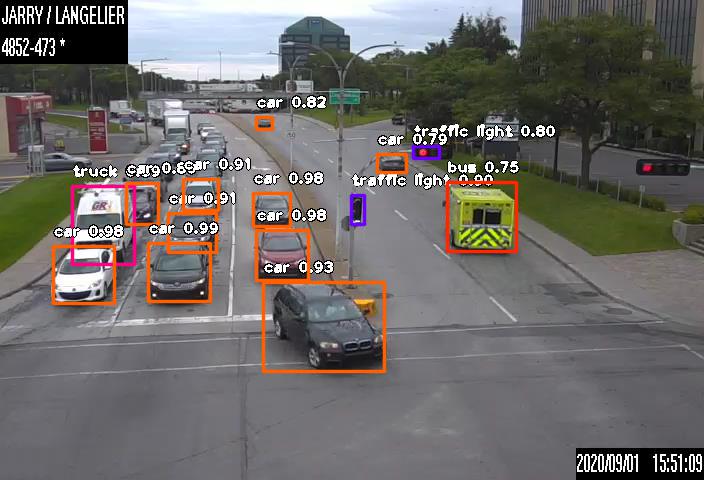 JARRY / LANGELIER
4852-473 *
car 0.82
traffic light 0.80
car 0.79
car 0.91
truck
bus 0.75
traffic light 0.90
car 0.98
car 0.91
car 0.98
car 0.98
car 0.99
car 0.93
2020/09/01 15:51:09